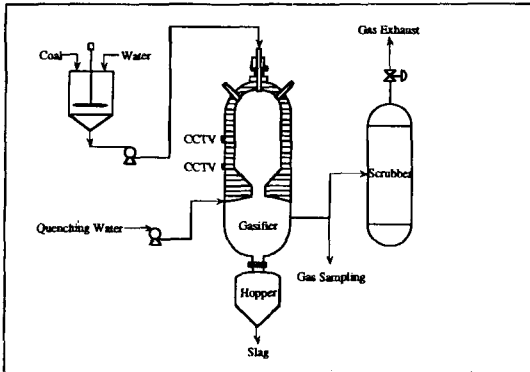 Gas Exhaust
Coal
Water
CCTV
CCTV
Scrubber
Quenching Water
Gasifier
Gas Sampling
Hopper
Slag